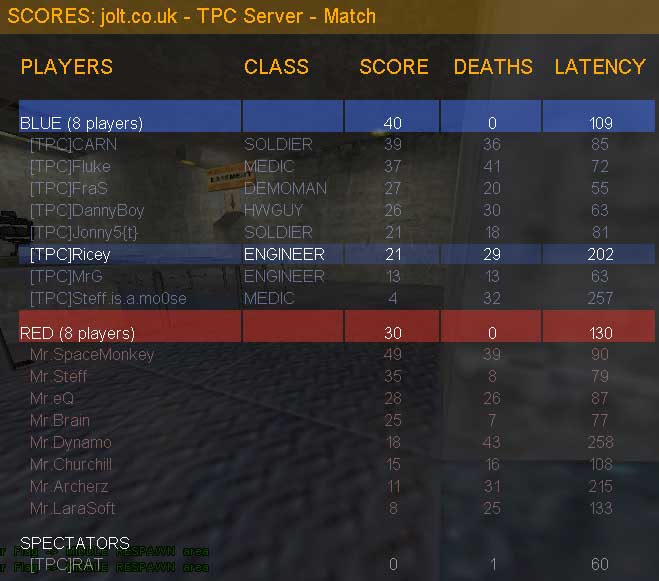 SCORES: jolt.co.uk - TPC Server - Match
PLAYERS CLASS SCORE DEATHS LATENCY
BLUE (8 players) 40 0 109
[TPC]CARN SOLDIER 39 36 85
[TPC]Fluke MEDIC 37 41 72
[TPC]FraS DEMOMAN 27 20 55
[TPC]DannyBoy HWGUY 26 30 63
[TPC]Jonny5{t} SOLDIER 21 18 81
[TPC]Ricey ENGINEER 21 29 202
[TPC]MrG ENGINEER 13 13 63
[TPC]Steff.is.a.mo0se MEDIC 4 32 257
RED (8 players) 30 0 130
Mr.SpaceMonkey 49 39 90
Mr.Steff 35 8 79
Mr.eQ 28 26 87
Mr.Brain 25 7 77
Mr.Dynamo 18 43 258
Mr.Churchill 15 16 108
Mr.Archerz 11 31 215
Mr.LaraSoft 8 25 133
SPECTATORS
r Flag RESPAWN area
[TPC]RAT 0 1 60
r Flag RESPAWN area